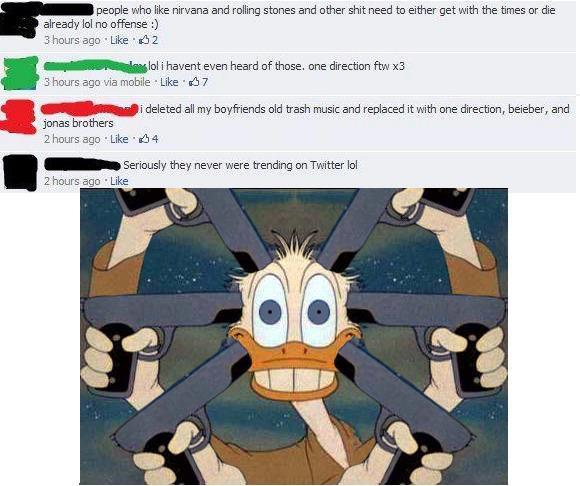 people who like nirvana and rolling stones and other shit need to either get with the times or die
already lol no offense :)
3 hours ago · Like · 2
lol i havent even heard of those. one direction ftw x3
3 hours ago via mobile · Like · 7
i deleted all my boyfriends old trash music and replaced it with one direction, beieber, and
jonas brothers
2 hours ago · Like · 4
Seriously they never were trending on Twitter lol
2 hours ago · Like